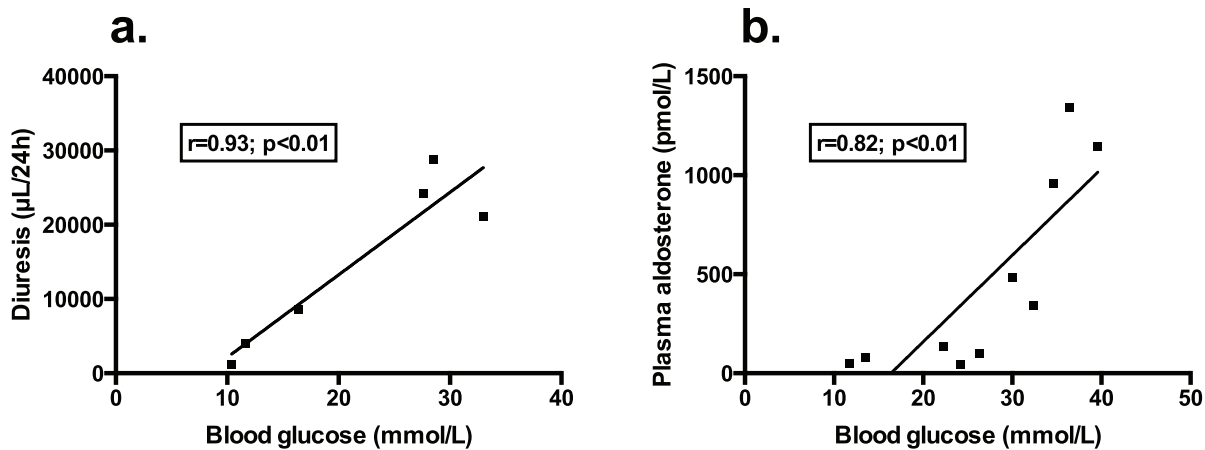 a.
Diuresis (µL/24h)
40000
30000
20000
10000
0
r=0.93; p<0.01
0 10 20 30 40
Blood glucose (mmol/L)
b.
Plasma aldosterone (pmol/L)
1500
1000
500
0
r=0.82; p<0.01
0 10 20 30 40 50
Blood glucose (mmol/L)